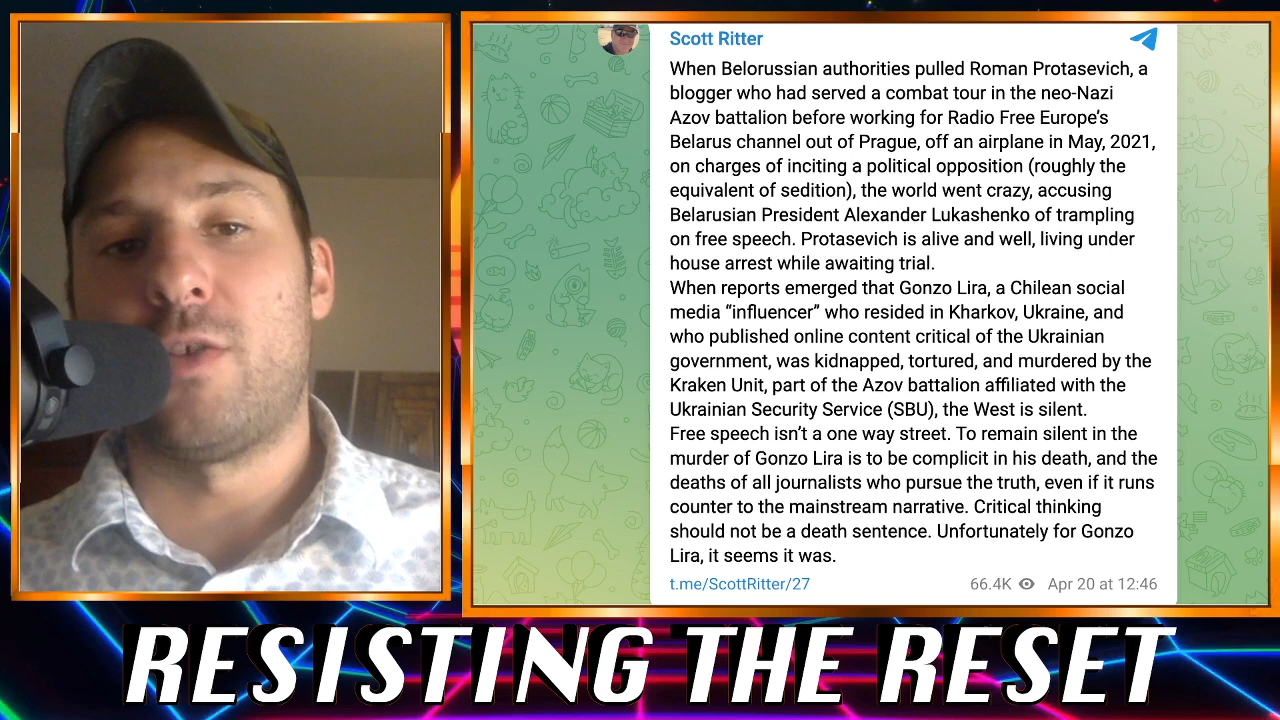 Scott Ritter
When Belorussian authorities pulled Roman Protasevich, a
blogger who had served a combat tour in the neo-Nazi
Azov battalion before working for Radio Free Europe's
Belarus channel out of Prague, off an airplane in May, 2021,
on charges of inciting a political opposition (roughly the
equivalent of sedition), the world went crazy, accusing
Belarusian President Alexander Lukashenko of trampling
on free speech. Protasevich is alive and well, living under
house arrest while awaiting trial.
When reports emerged that Gonzo Lira, a Chilean social
media “influencer” who resided in Kharkov, Ukraine, and
who published online content critical of the Ukrainian
government, was kidnapped, tortured, and murdered by the
Kraken Unit, part of the Azov battalion affiliated with the
Ukrainian Security Service (SBU), the West is silent.
Free speech isn't a one way street. To remain silent in the
murder of Gonzo Lira is to be complicit in his death, and the
deaths of all journalists who pursue the truth, even if it runs
counter to the mainstream narrative. Critical thinking
should not be a death sentence. Unfortunately for Gonzo
Lira, it seems it was.
t.me/ScottRitter/27 66.4K Apr 20 at 12:46
RESISTING THE RESET